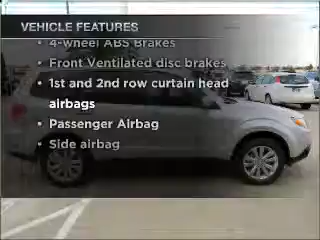 VEHICLE FEATURES
• 4-wheel ABS Brakes
• Front Ventilated disc brakes
• 1st and 2nd row curtain head
airbags
• Passenger Airbag
• Side airbag